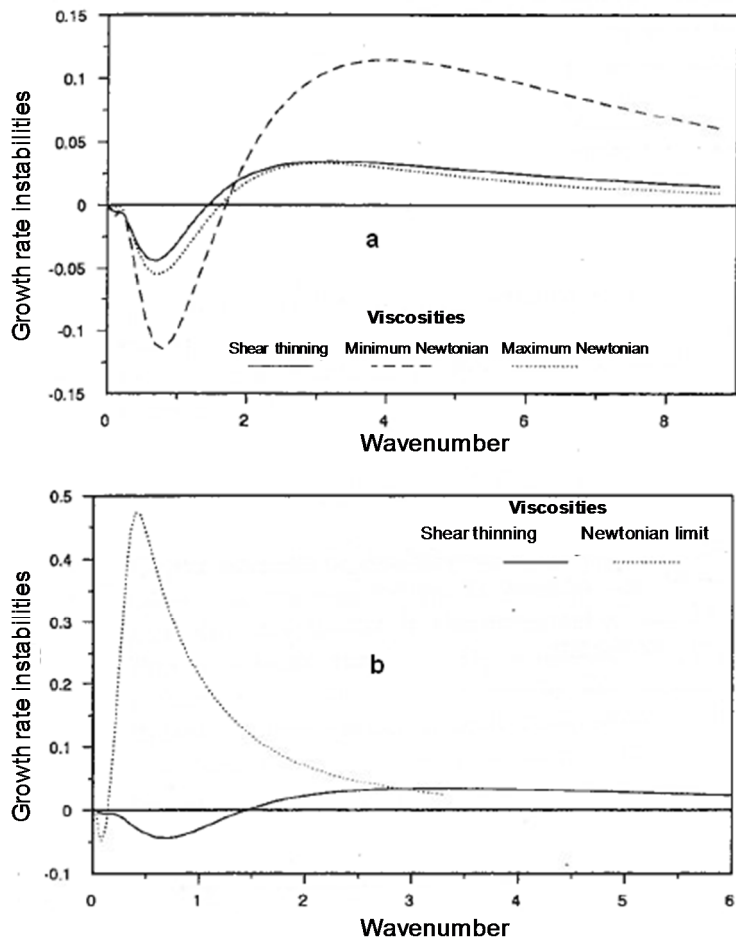 0.15
0.1
0.05
0
-0.05
-0.1
-0.15
Growth rate instabilities
a
Viscosities
Shear thinning Minimum Newtonian Maximum Newtonian
0 2 4 6 8
Wavenumber
0.5
0.4
0.3
0.2
0.1
0
-0.1
Growth rate instabilities
Viscosities
Shear thinning Newtonian limit
b
0 1 2 3 4 5 6
Wavenumber